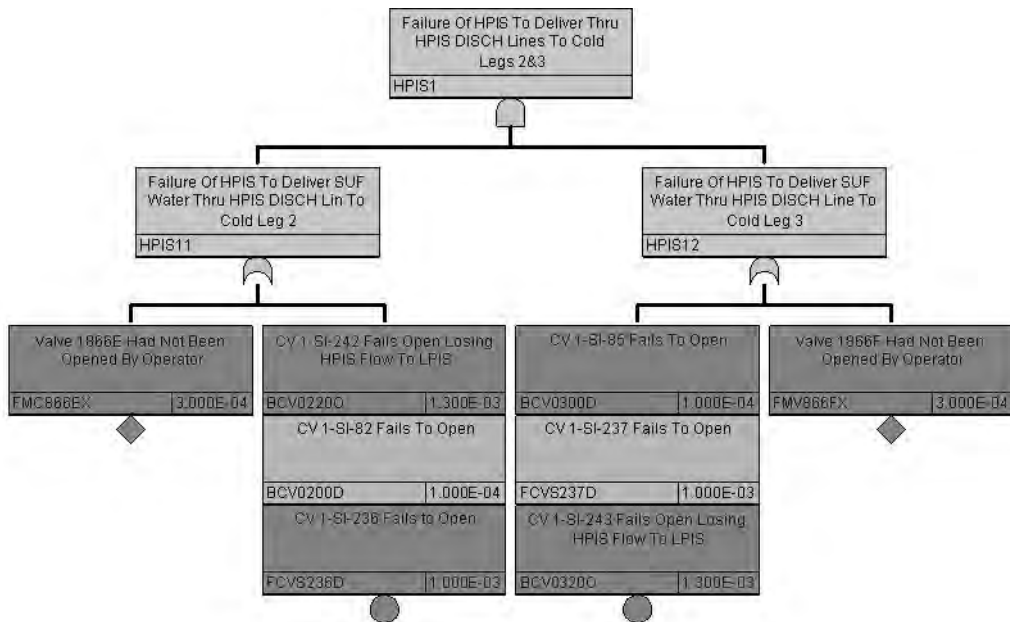 Failure Of HPIS To Deliver Thru
HPIS DISCH Lines To Cold
Legs 2&3
HPIS1
Failure Of HPIS To Deliver SUF
Water Thru HPIS DISCH Lin To
Cold Leg 2
HPIS11
Failure Of HPIS To Deliver SUF
Water Thru HPIS DISCH Line To
Cold Leg 3
HPIS12
Valve 1866E Had Not Been
Opened By Operator
FMC866EX 3.000E-04
CV 1-SI-242 Fails Open Losing
HPIS Flow To LPIS
BCV0220O 1.300E-03
CV 1-SI-82 Fails To Open
BCV0200D 1.000E-04
CV 1-SI-236 Fails to Open
FCVS236D 1.000E-03
CV 1-SI-85 Fails To Open
BCV0300D 1.000E-04
CV 1-SI-237 Fails To Open
FCVS237D 1.000E-03
CV 1-SI-243 Fails Open Losing
HPIS Flow To LPIS
BCV0320O 1.300E-03
Valve 1866F Had Not Been
Opened By Operator
FMV866FX 3.000E-04